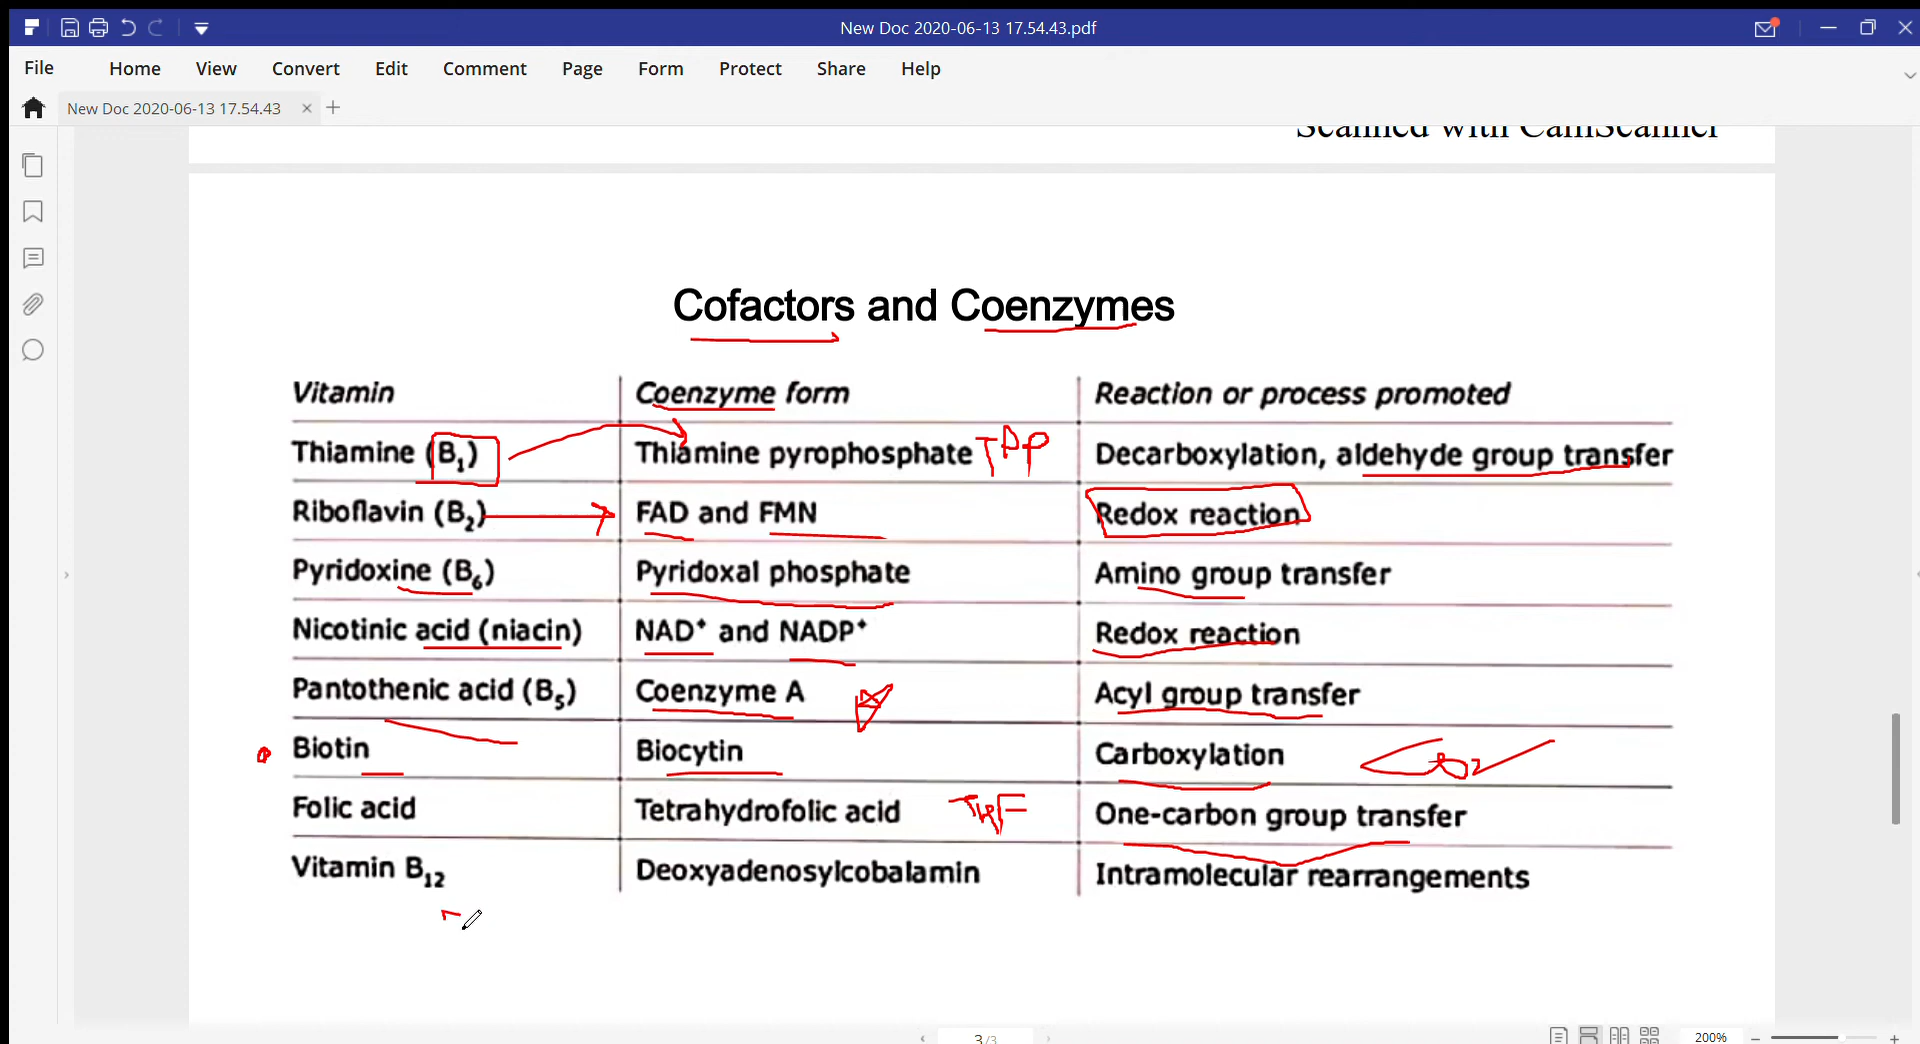 New Doc 2020-06-13 17.54.43.pdf
File Home View Convert Edit Comment Page Form Protect Share Help
New Doc 2020-06-13 17.54.43
Scanned with CamScanner
Cofactors and Coenzymes
Vitamin Coenzyme form Reaction or process promoted
Thiamine (B₁) Thiamine pyrophosphate TPP Decarboxylation, aldehyde group transfer
Riboflavin (B₂) FAD and FMN Redox reaction
Pyridoxine (B₆) Pyridoxal phosphate Amino group transfer
Nicotinic acid (niacin) NAD⁺ and NADP⁺ Redox reaction
Pantothenic acid (B₅) Coenzyme A Acyl group transfer
Biotin Biocytin Carboxylation
Folic acid Tetrahydrofolic acid THF One-carbon group transfer
Vitamin B₁₂ Deoxyadenosylcobalamin Intramolecular rearrangements
3/3 200%